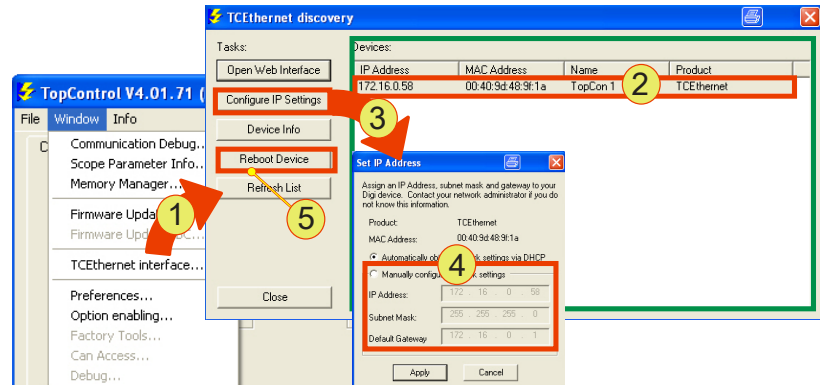 TCEthernet discovery
Tasks:
Devices:
Open Web Interface
Configure IP Settings
Device Info
Reboot Device
Refresh List
Close
IP Address MAC Address Name Product
172.16.0.58 00:40:9d:48:9f:1a TopCon 1 TCEthernet
2
3
1
5
4
TopControl V4.01.71 (
File Window Info
Communication Debug..
Scope Parameter Info..
Memory Manager...
Firmware Upda
Firmware Upd
TCEthernet interface...
Preferences...
Option enabling...
Factory Tools...
Can Access...
Debug...
Set IP Address
Assign an IP Address, subnet mask and gateway to your
Digi device. Contact your network administrator if you do
not know this information.
Product: TCEthernet
MAC Address: 00:40:9d:48:9f:1a
Automatically ob k settings via DHCP
Manually configu k settings
IP Address: 172 . 16 . 0 . 58
Subnet Mask: 255 . 255 . 255 . 0
Default Gateway 172 . 16 . 0 . 1
Apply Cancel